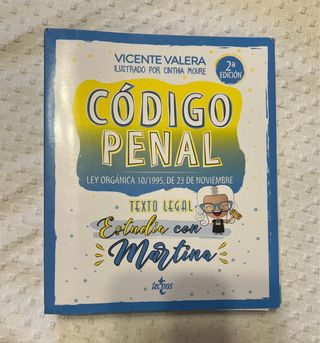 VICENTE VALERA
ILUSTRADO POR CINTHIA MOURE
2ª
EDICIÓN
CÓDIGO
PENAL
LEY ORGÁNICA 10/1995, DE 23 DE NOVIEMBRE
TEXTO LEGAL
Estudia con
Martina
tecnos